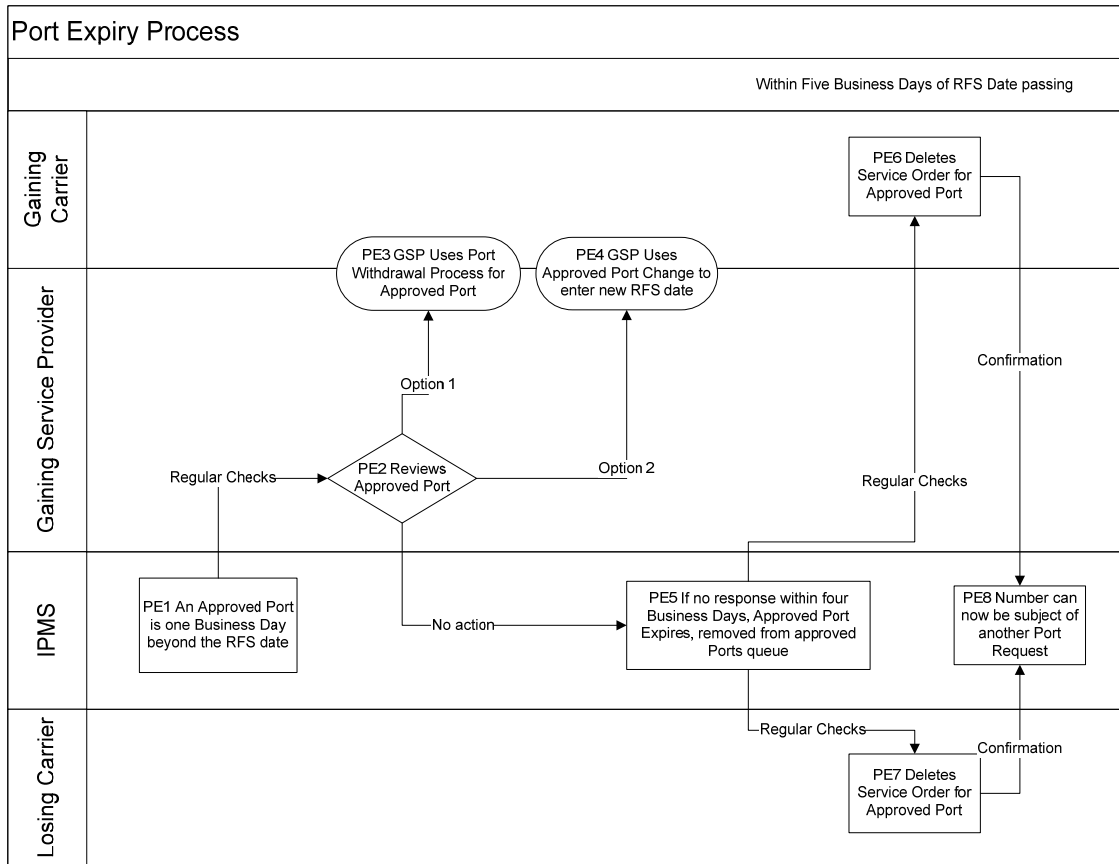 Port Expiry Process
Within Five Business Days of RFS Date passing
Gaining
Carrier
PE6 Deletes
Service Order for
Approved Port
PE3 GSP Uses Port
Withdrawal Process for
Approved Port
PE4 GSP Uses
Approved Port Change to
enter new RFS date
Gaining Service Provider
Confirmation
Option 1
PE2 Reviews
Approved Port
Regular Checks
Option 2
Regular Checks
IPMS
PE1 An Approved Port
is one Business Day
beyond the RFS date
No action
PE5 If no response within four
Business Days, Approved Port
Expires, removed from approved
Ports queue
PE8 Number can
now be subject of
another Port
Request
Losing Carrier
Regular Checks
Confirmation
PE7 Deletes
Service Order for
Approved Port